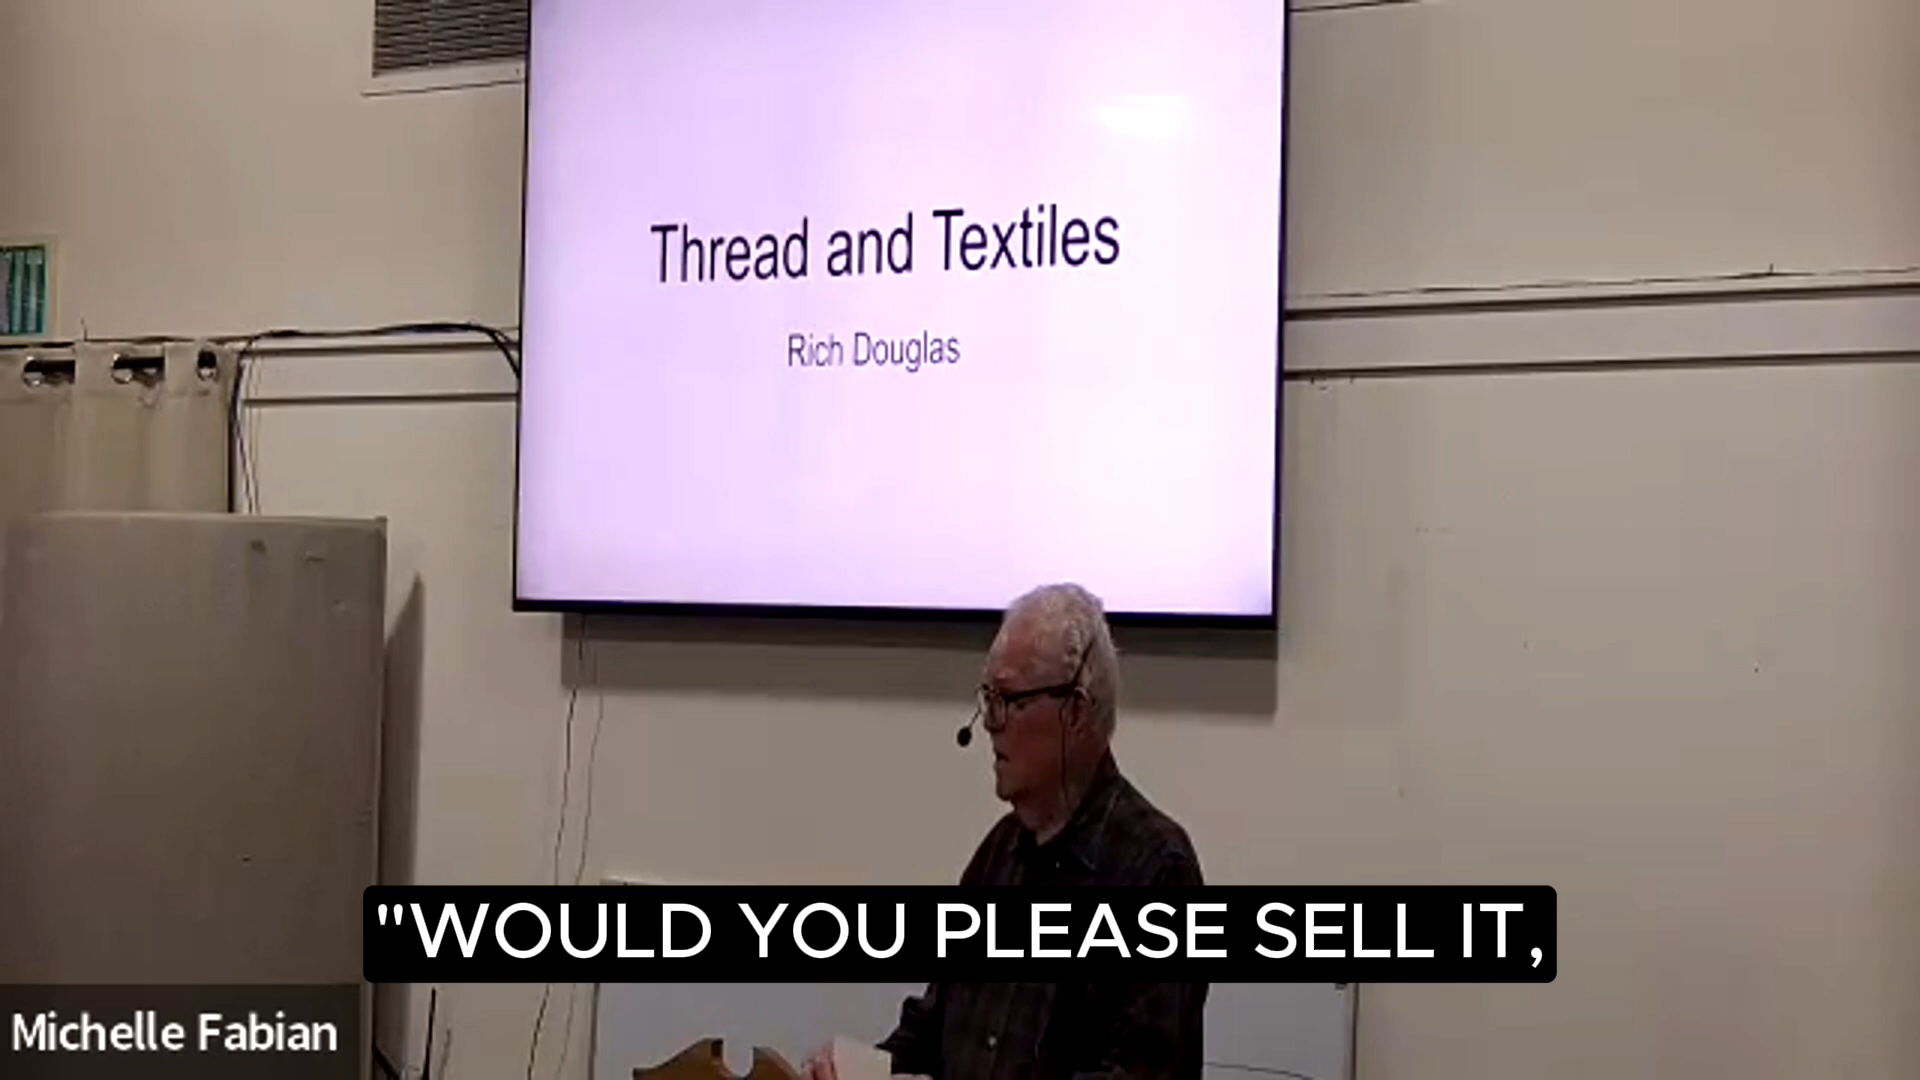 Thread and Textiles
Rich Douglas
"WOULD YOU PLEASE SELL IT,
Michelle Fabian